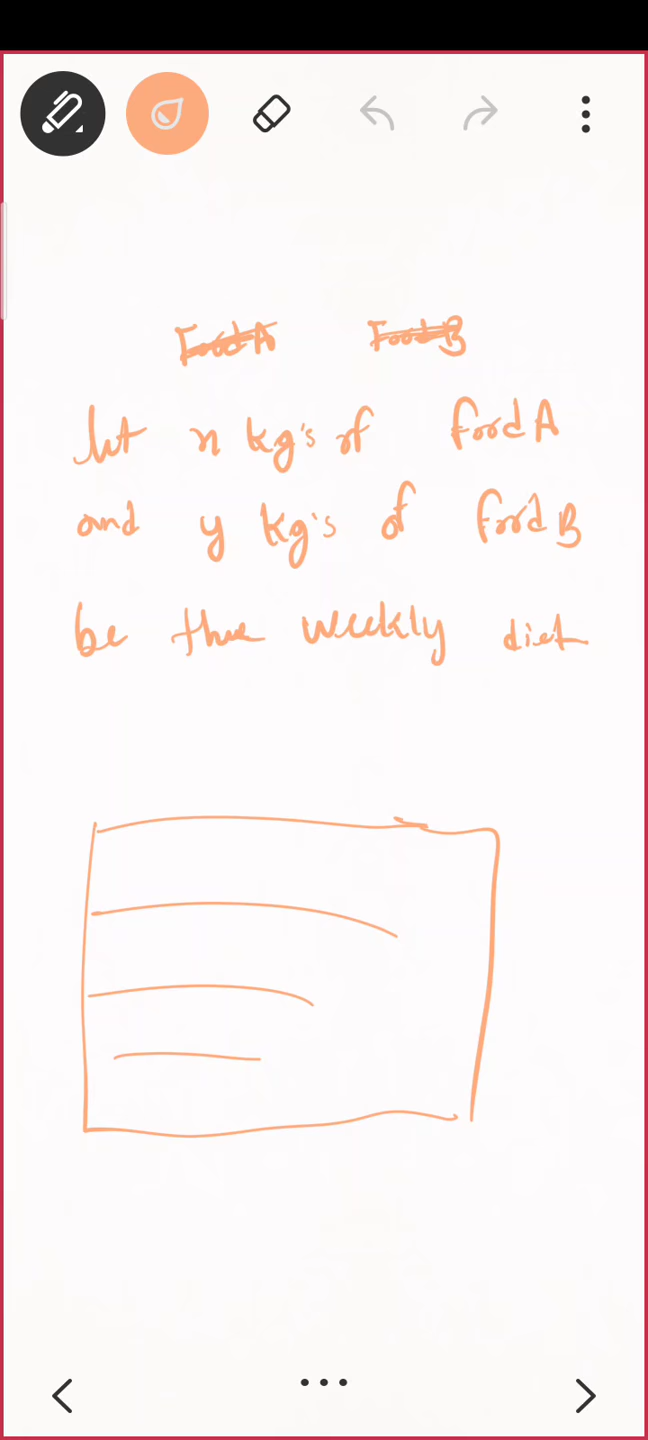 Food A Food B
let x kg's of food A
and y kg's of food B
be the weekly diet